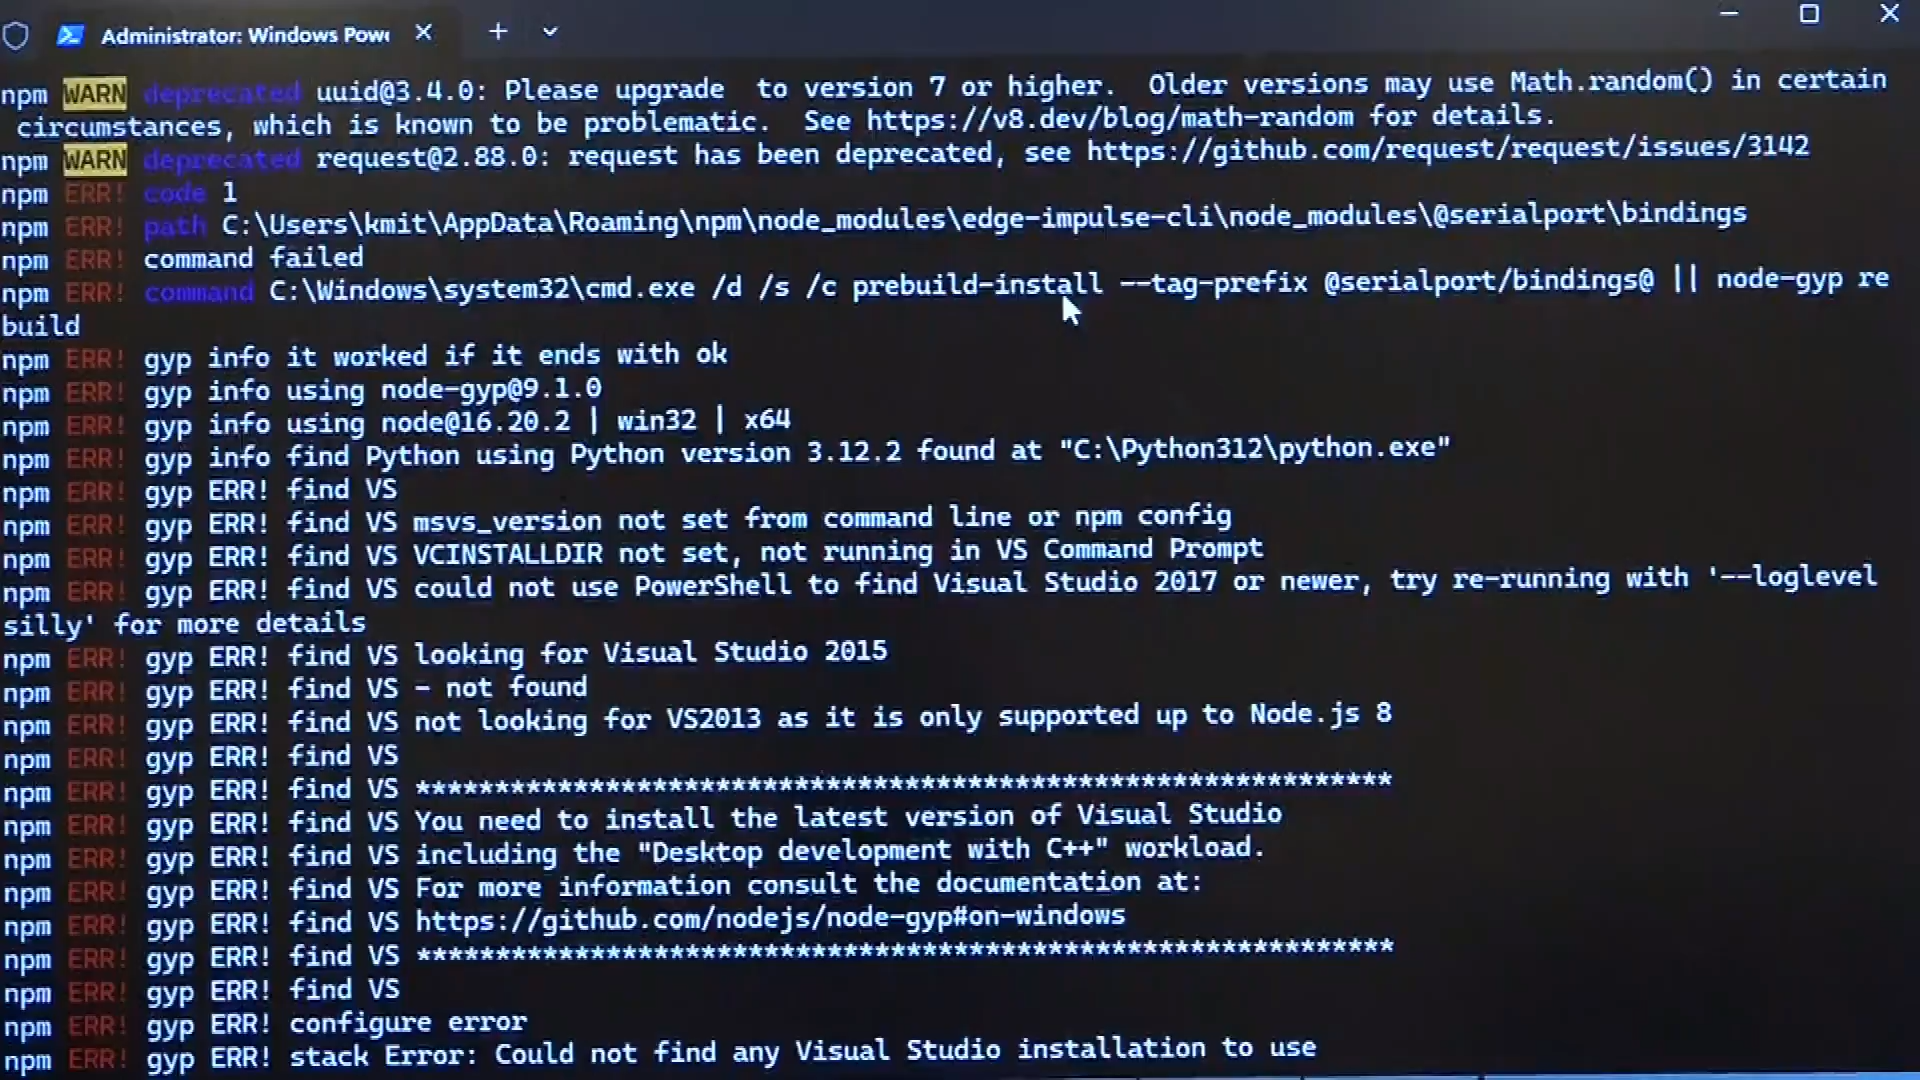 Administrator: Windows Powe
npm WARN deprecated uuid@3.4.0: Please upgrade  to version 7 or higher.  Older versions may use Math.random() in certain
circumstances, which is known to be problematic.  See https://v8.dev/blog/math-random for details.
npm WARN deprecated request@2.88.0: request has been deprecated, see https://github.com/request/request/issues/3142
npm ERR! code 1
npm ERR! path C:\Users\kmit\AppData\Roaming\npm\node_modules\edge-impulse-cli\node_modules\@serialport\bindings
npm ERR! command failed
npm ERR! command C:\Windows\system32\cmd.exe /d /s /c prebuild-install --tag-prefix @serialport/bindings@ || node-gyp re
build
npm ERR! gyp info it worked if it ends with ok
npm ERR! gyp info using node-gyp@9.1.0
npm ERR! gyp info using node@16.20.2 | win32 | x64
npm ERR! gyp info find Python using Python version 3.12.2 found at "C:\Python312\python.exe"
npm ERR! gyp ERR! find VS
npm ERR! gyp ERR! find VS msvs_version not set from command line or npm config
npm ERR! gyp ERR! find VS VCINSTALLDIR not set, not running in VS Command Prompt
npm ERR! gyp ERR! find VS could not use PowerShell to find Visual Studio 2017 or newer, try re-running with '--loglevel
silly' for more details
npm ERR! gyp ERR! find VS looking for Visual Studio 2015
npm ERR! gyp ERR! find VS - not found
npm ERR! gyp ERR! find VS not looking for VS2013 as it is only supported up to Node.js 8
npm ERR! gyp ERR! find VS
npm ERR! gyp ERR! find VS **************************************************************
npm ERR! gyp ERR! find VS You need to install the latest version of Visual Studio
npm ERR! gyp ERR! find VS including the "Desktop development with C++" workload.
npm ERR! gyp ERR! find VS For more information consult the documentation at:
npm ERR! gyp ERR! find VS https://github.com/nodejs/node-gyp#on-windows
npm ERR! gyp ERR! find VS **************************************************************
npm ERR! gyp ERR! find VS
npm ERR! gyp ERR! configure error
npm ERR! gyp ERR! stack Error: Could not find any Visual Studio installation to use